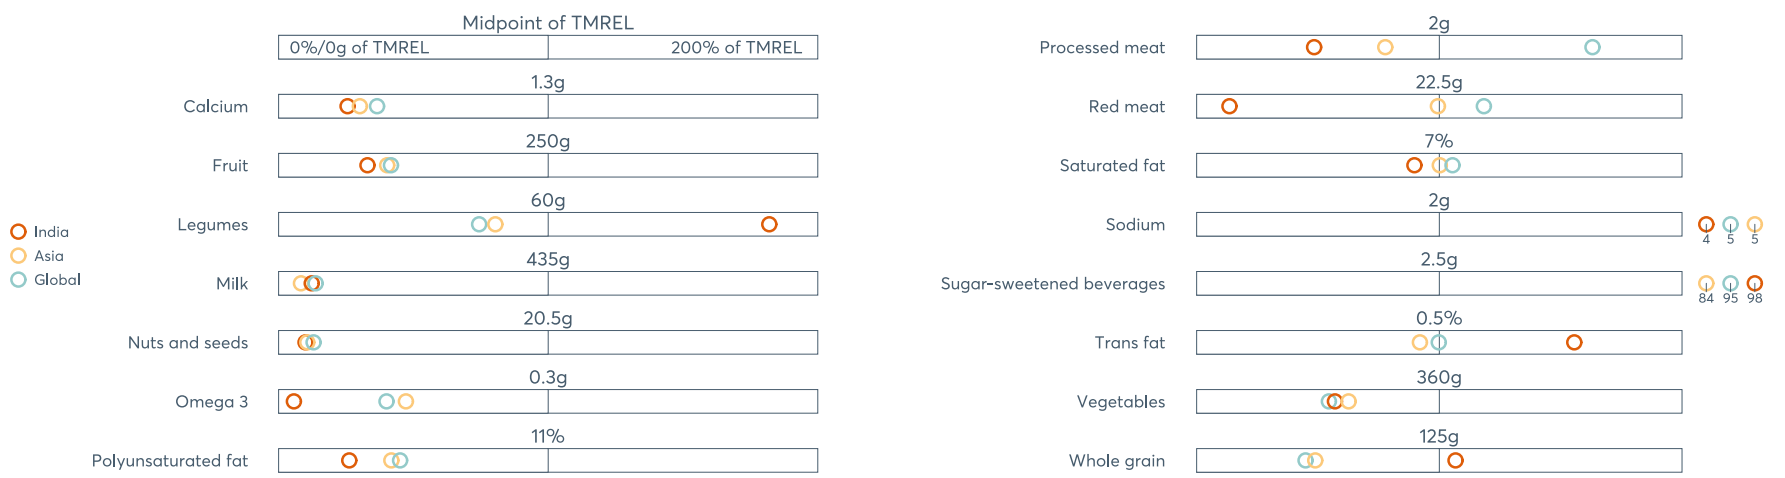 Midpoint of TMREL
0%/0g of TMREL 200% of TMREL
1.3g
Calcium
250g
Fruit
60g
Legumes
435g
Milk
20.5g
Nuts and seeds
0.3g
Omega 3
11%
Polyunsaturated fat
India
Asia
Global
2g
Processed meat
22.5g
Red meat
7%
Saturated fat
2g
Sodium
4 5 5
2.5g
Sugar-sweetened beverages
84 95 98
0.5%
Trans fat
360g
Vegetables
125g
Whole grain